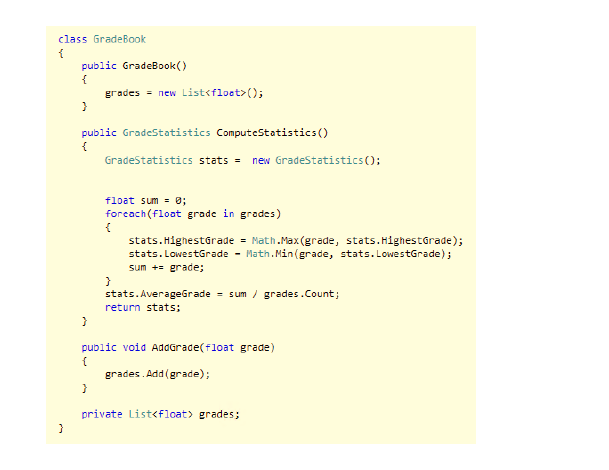 class GradeBook
{
public GradeBook()
{
grades = new List<float>();
}
public GradeStatistics ComputeStatistics()
{
GradeStatistics stats = new GradeStatistics();
float sum = 0;
foreach(float grade in grades)
{
stats.HighestGrade = Math.Max(grade, stats.HighestGrade);
stats.LowestGrade = Math.Min(grade, stats.LowestGrade);
sum += grade;
}
stats.AverageGrade = sum / grades.Count;
return stats;
}
public void AddGrade(float grade)
{
grades.Add(grade);
}
private List<float> grades;
}